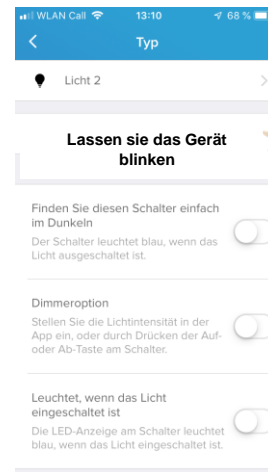 WLAN Call 13:10 68 %
Typ
Licht 2
Lassen sie das Gerät
blinken
Finden Sie diesen Schalter einfach
im Dunkeln
Der Schalter leuchtet blau, wenn das
Licht ausgeschaltet ist.
Dimmeroption
Stellen Sie die Lichtintensität in der
App ein, oder durch Drücken der Auf-
oder Ab-Taste am Schalter.
Leuchtet, wenn das Licht
eingeschaltet ist
Die LED-Anzeige am Schalter leuchtet
blau, wenn das Licht eingeschaltet ist.